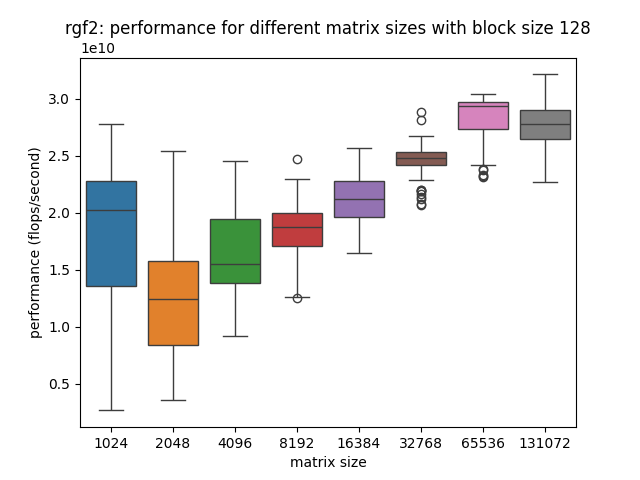 rgf2: performance for different matrix sizes with block size 128
1e10
performance (flops/second)
3.0
2.5
2.0
1.5
1.0
0.5
1024 2048 4096 8192 16384 32768 65536 131072
matrix size